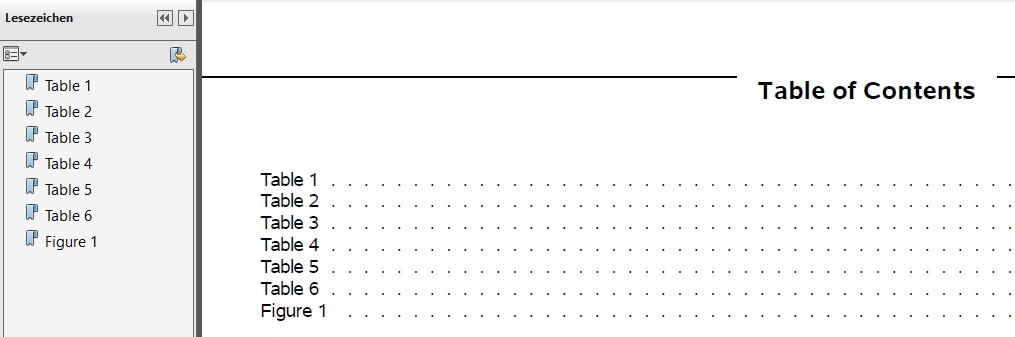 Lesezeichen
Table 1
Table 2
Table 3
Table 4
Table 5
Table 6
Figure 1
Table of Contents
Table 1 . . . . . . . . . . . . . . . . . . . . . . . . . . . . . . . . . . . . . . . . . .
Table 2 . . . . . . . . . . . . . . . . . . . . . . . . . . . . . . . . . . . . . . . . . .
Table 3 . . . . . . . . . . . . . . . . . . . . . . . . . . . . . . . . . . . . . . . . . .
Table 4 . . . . . . . . . . . . . . . . . . . . . . . . . . . . . . . . . . . . . . . . . .
Table 5 . . . . . . . . . . . . . . . . . . . . . . . . . . . . . . . . . . . . . . . . . .
Table 6 . . . . . . . . . . . . . . . . . . . . . . . . . . . . . . . . . . . . . . . . . .
Figure 1 . . . . . . . . . . . . . . . . . . . . . . . . . . . . . . . . . . . . . . . . .